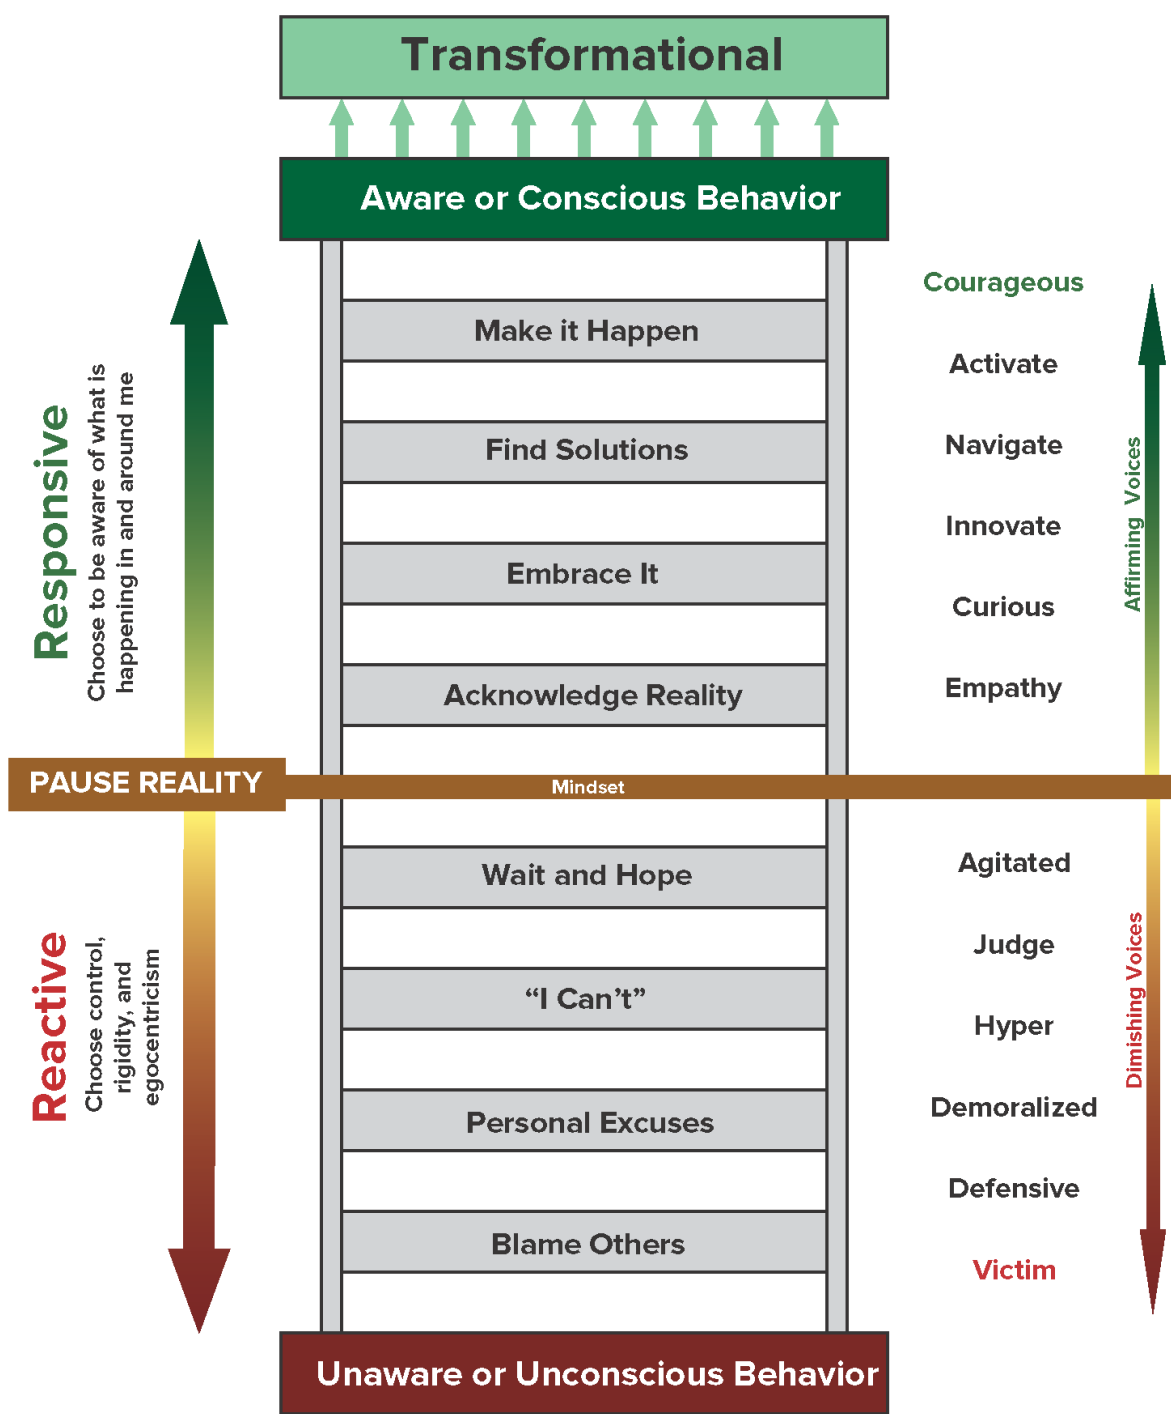 Transformational
Aware or Conscious Behavior
Responsive
Choose to be aware of what is
happening in and around me
Make it Happen
Find Solutions
Embrace It
Acknowledge Reality
Courageous
Activate
Navigate
Innovate
Curious
Empathy
Affirming Voices
PAUSE REALITY
Mindset
Reactive
Choose control,
rigidity, and
egocentricism
Wait and Hope
“I Can’t”
Personal Excuses
Blame Others
Agitated
Judge
Hyper
Demoralized
Defensive
Victim
Dimishing Voices
Unaware or Unconscious Behavior